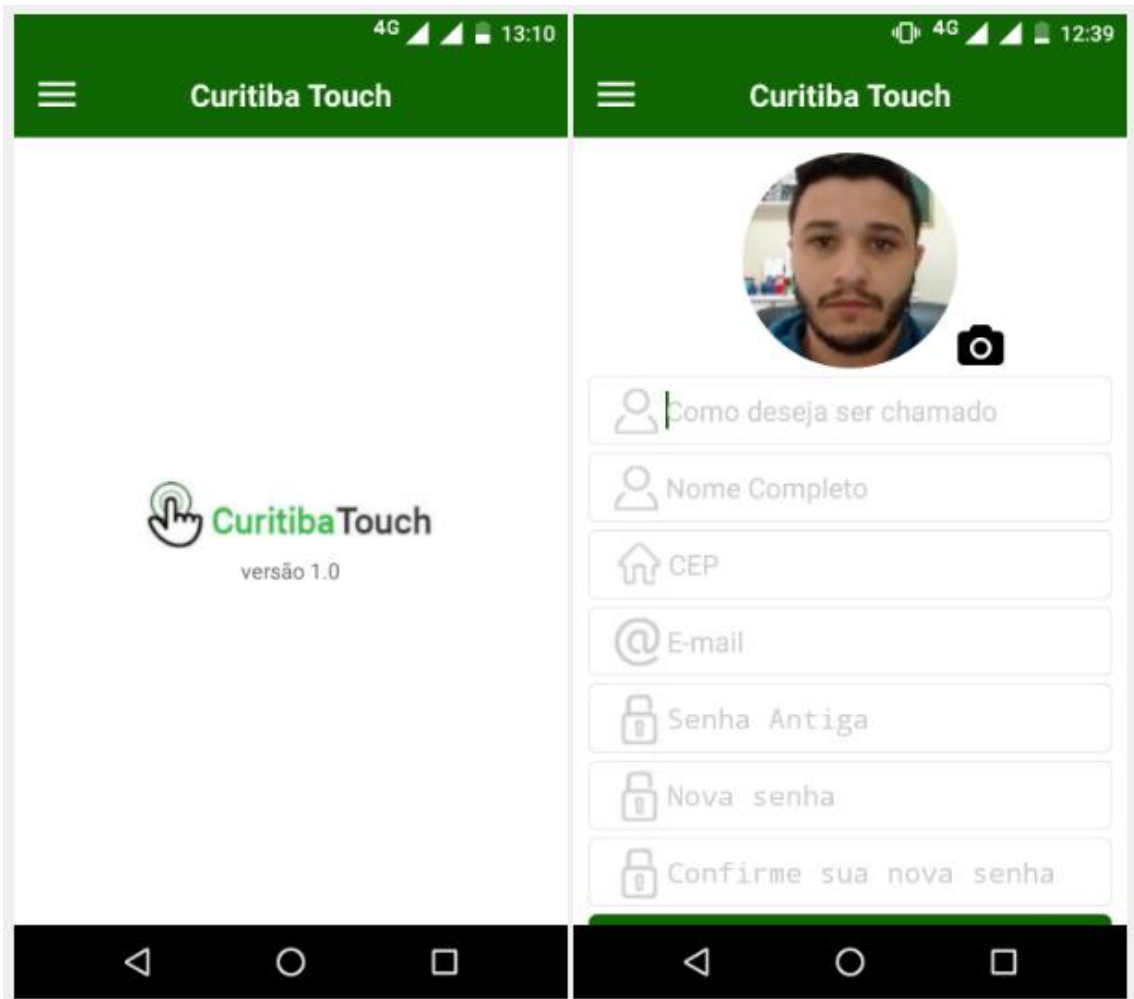 4G 13:10
Curitiba Touch
CuritibaTouch
versão 1.0
4G 12:39
Curitiba Touch
Como deseja ser chamado
Nome Completo
CEP
E-mail
Senha Antiga
Nova senha
Confirme sua nova senha